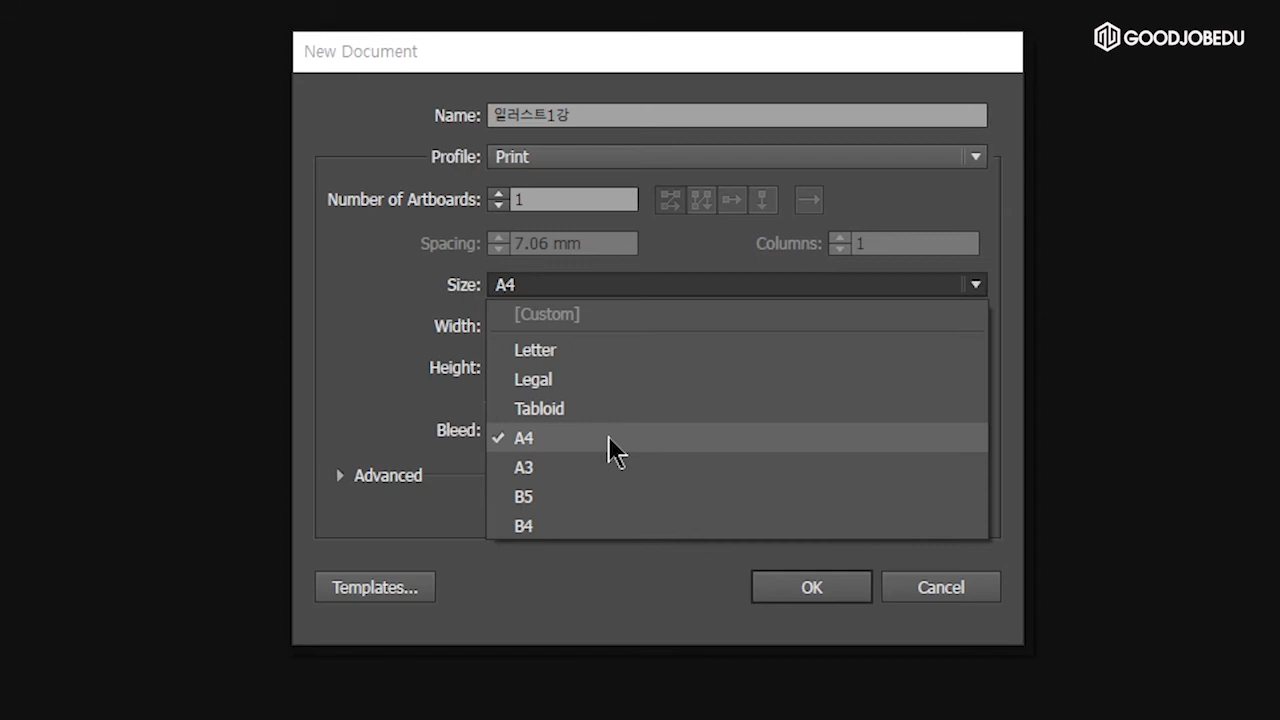 GOODJOBEDU
New Document
Name: 일러스트1강
Profile: Print
Number of Artboards: 1
Spacing: 7.06 mm Columns: 1
Size: A4
[Custom]
Width:
Letter
Height:
Legal
Tabloid
Bleed:
A4
A3
Advanced
B5
B4
Templates... OK Cancel